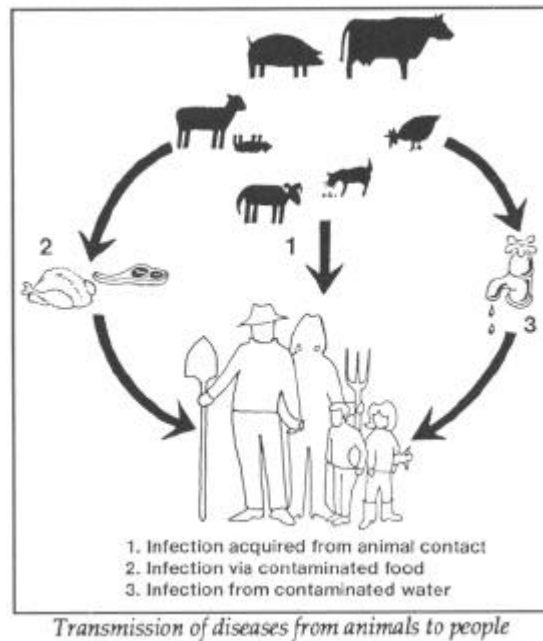 2
1
3
1. Infection acquired from animal contact
2. Infection via contaminated food
3. Infection from contaminated water
Transmission of diseases from animals to people